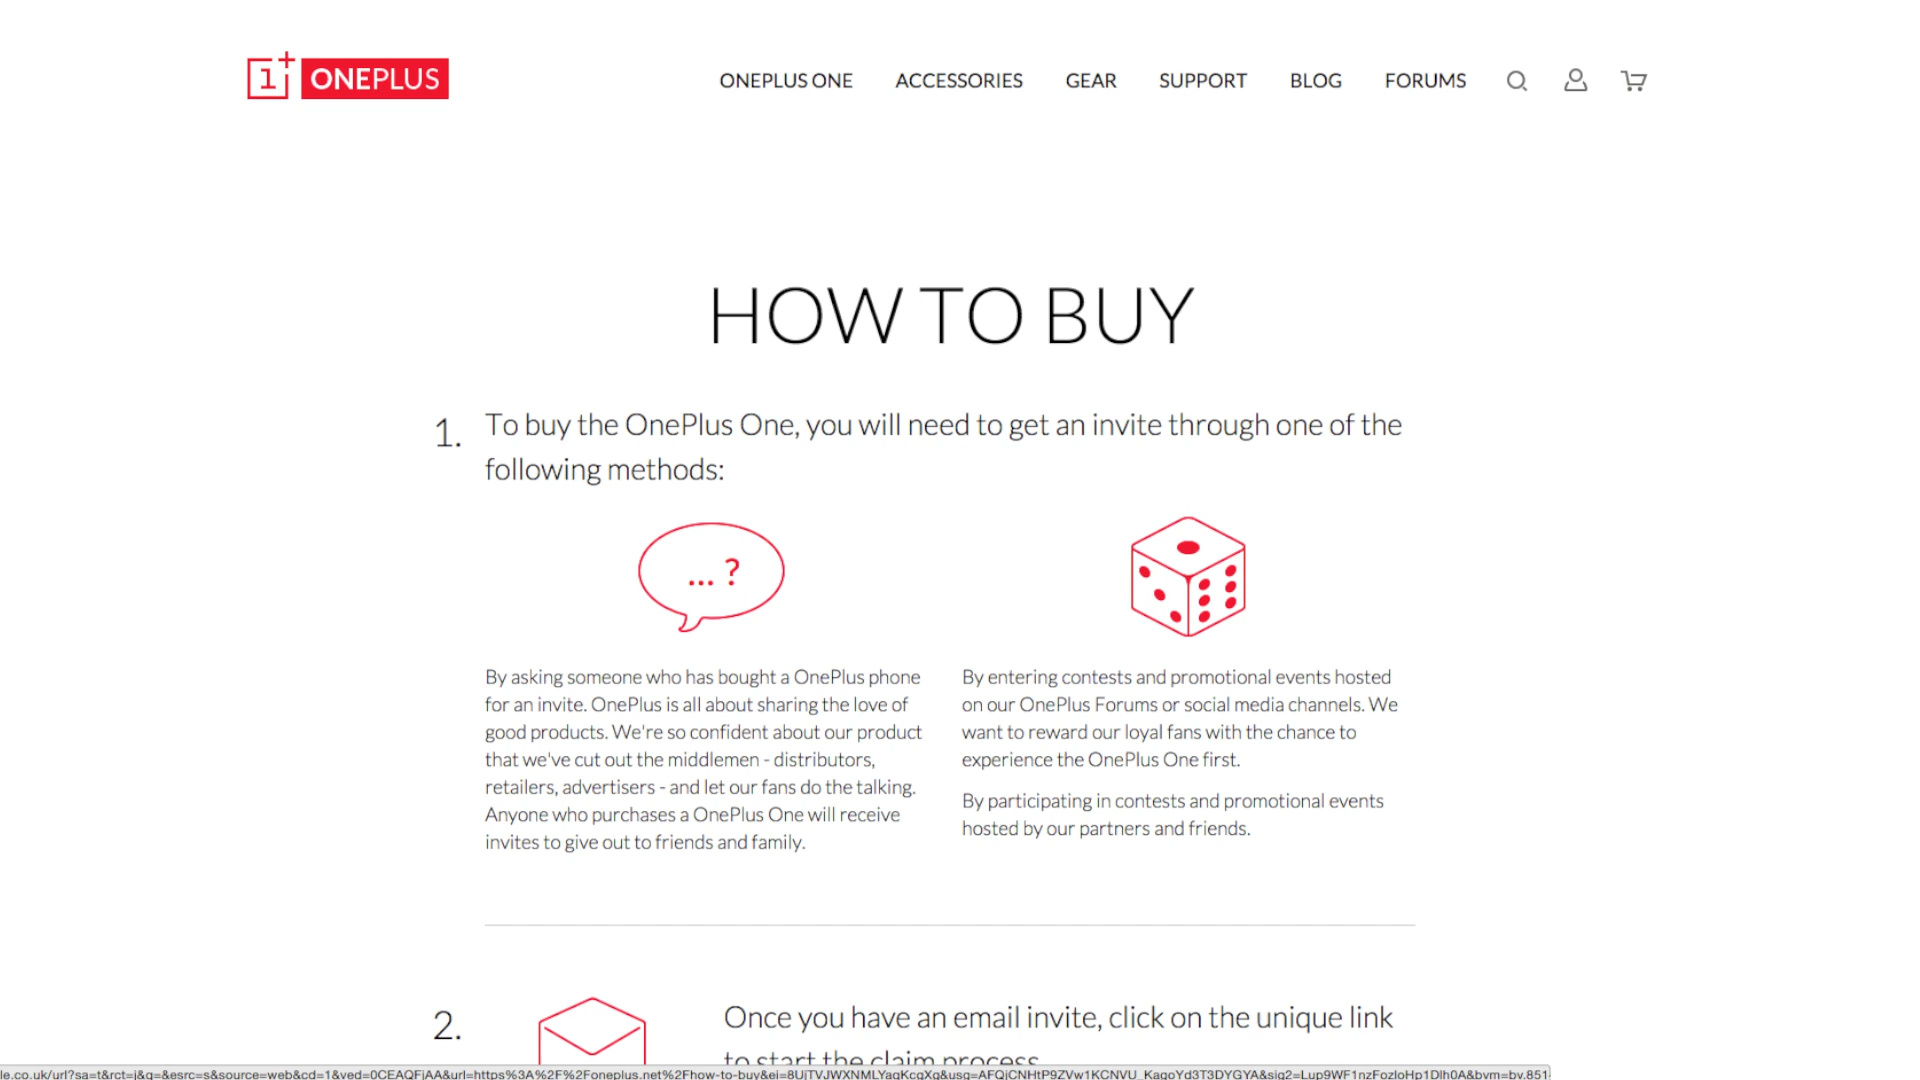 1+ ONEPLUS
ONEPLUS ONE ACCESSORIES GEAR SUPPORT BLOG FORUMS
HOW TO BUY
1. To buy the OnePlus One, you will need to get an invite through one of the
following methods:
... ?
By asking someone who has bought a OnePlus phone
for an invite. OnePlus is all about sharing the love of
good products. We're so confident about our product
that we've cut out the middlemen - distributors,
retailers, advertisers - and let our fans do the talking.
Anyone who purchases a OnePlus One will receive
invites to give out to friends and family.
By entering contests and promotional events hosted
on our OnePlus Forums or social media channels. We
want to reward our loyal fans with the chance to
experience the OnePlus One first.
By participating in contests and promotional events
hosted by our partners and friends.
2. Once you have an email invite, click on the unique link
to start the claim process